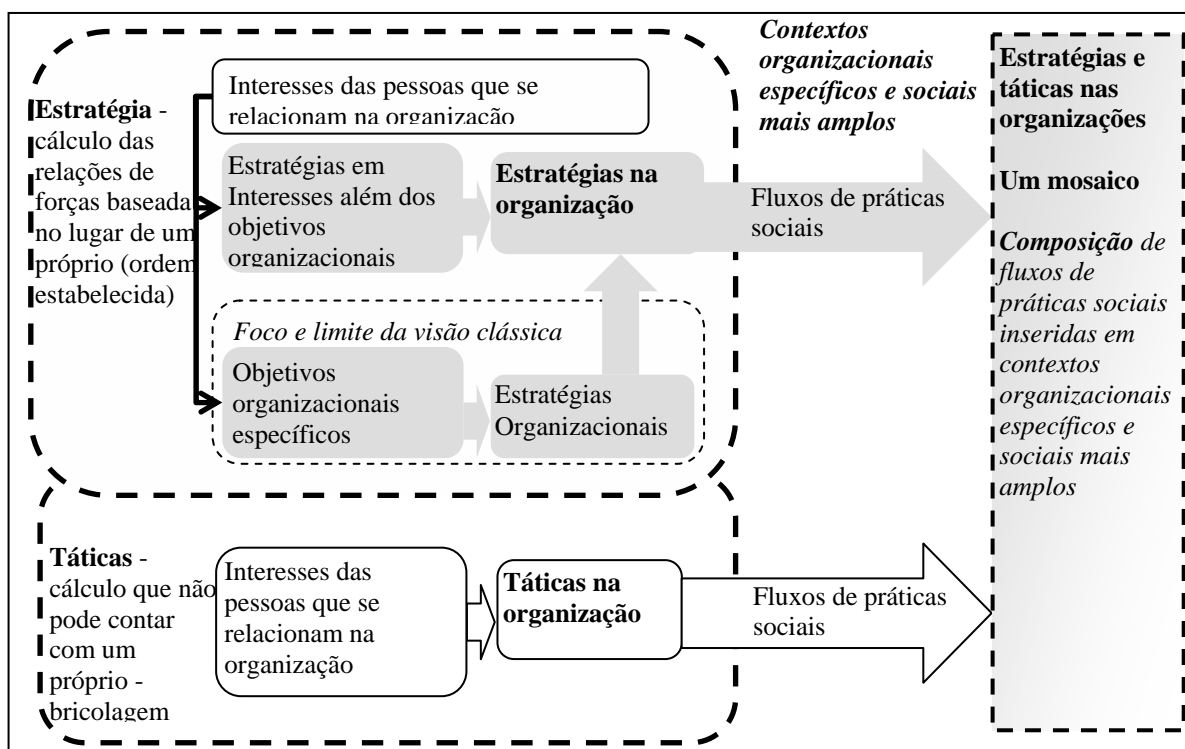 Contextos
organizacionais
específicos e sociais
mais amplos
Estratégia -
cálculo das
relações de
forças baseada
no lugar de um
próprio (ordem
estabelecida)
Interesses das pessoas que se
relacionam na organização
Estratégias em
Interesses além dos
objetivos
organizacionais
Estratégias na
organização
Fluxos de práticas
sociais
Foco e limite da visão clássica
Objetivos
organizacionais
específicos
Estratégias
Organizacionais
Táticas -
cálculo que não
pode contar
com um
próprio -
bricolagem
Interesses das
pessoas que se
relacionam na
organização
Táticas na
organização
Fluxos de práticas
sociais
Estratégias e
táticas nas
organizações
Um mosaico
Composição de
fluxos de
práticas sociais
inseridas em
contextos
organizacionais
específicos e
sociais mais
amplos